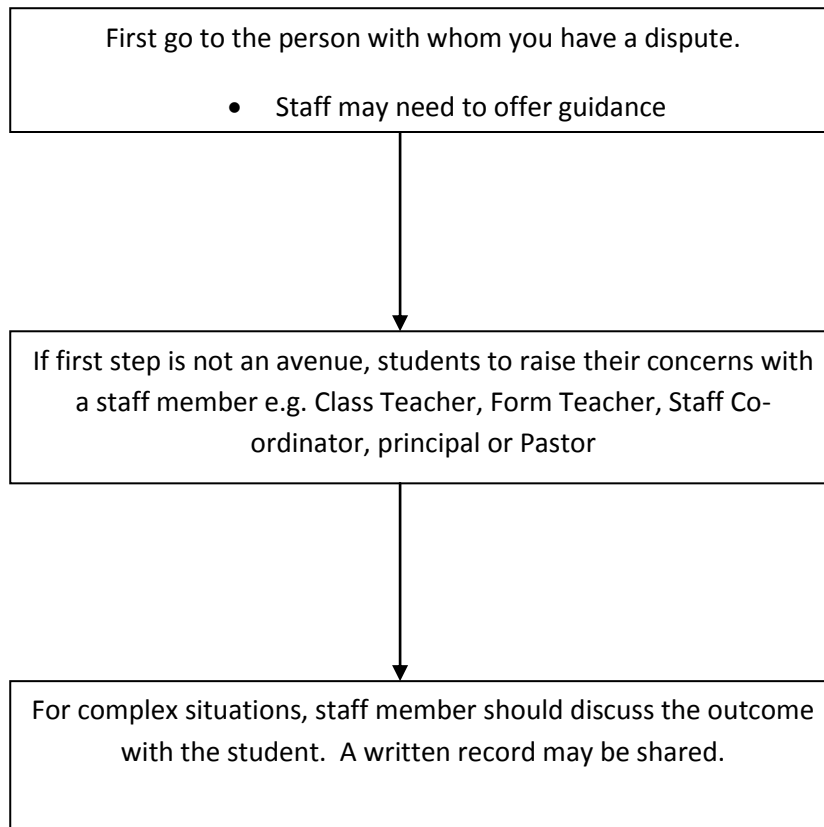 First go to the person with whom you have a dispute.
• Staff may need to offer guidance
If first step is not an avenue, students to raise their concerns with
a staff member e.g. Class Teacher, Form Teacher, Staff Co-
ordinator, principal or Pastor
For complex situations, staff member should discuss the outcome
with the student.  A written record may be shared.